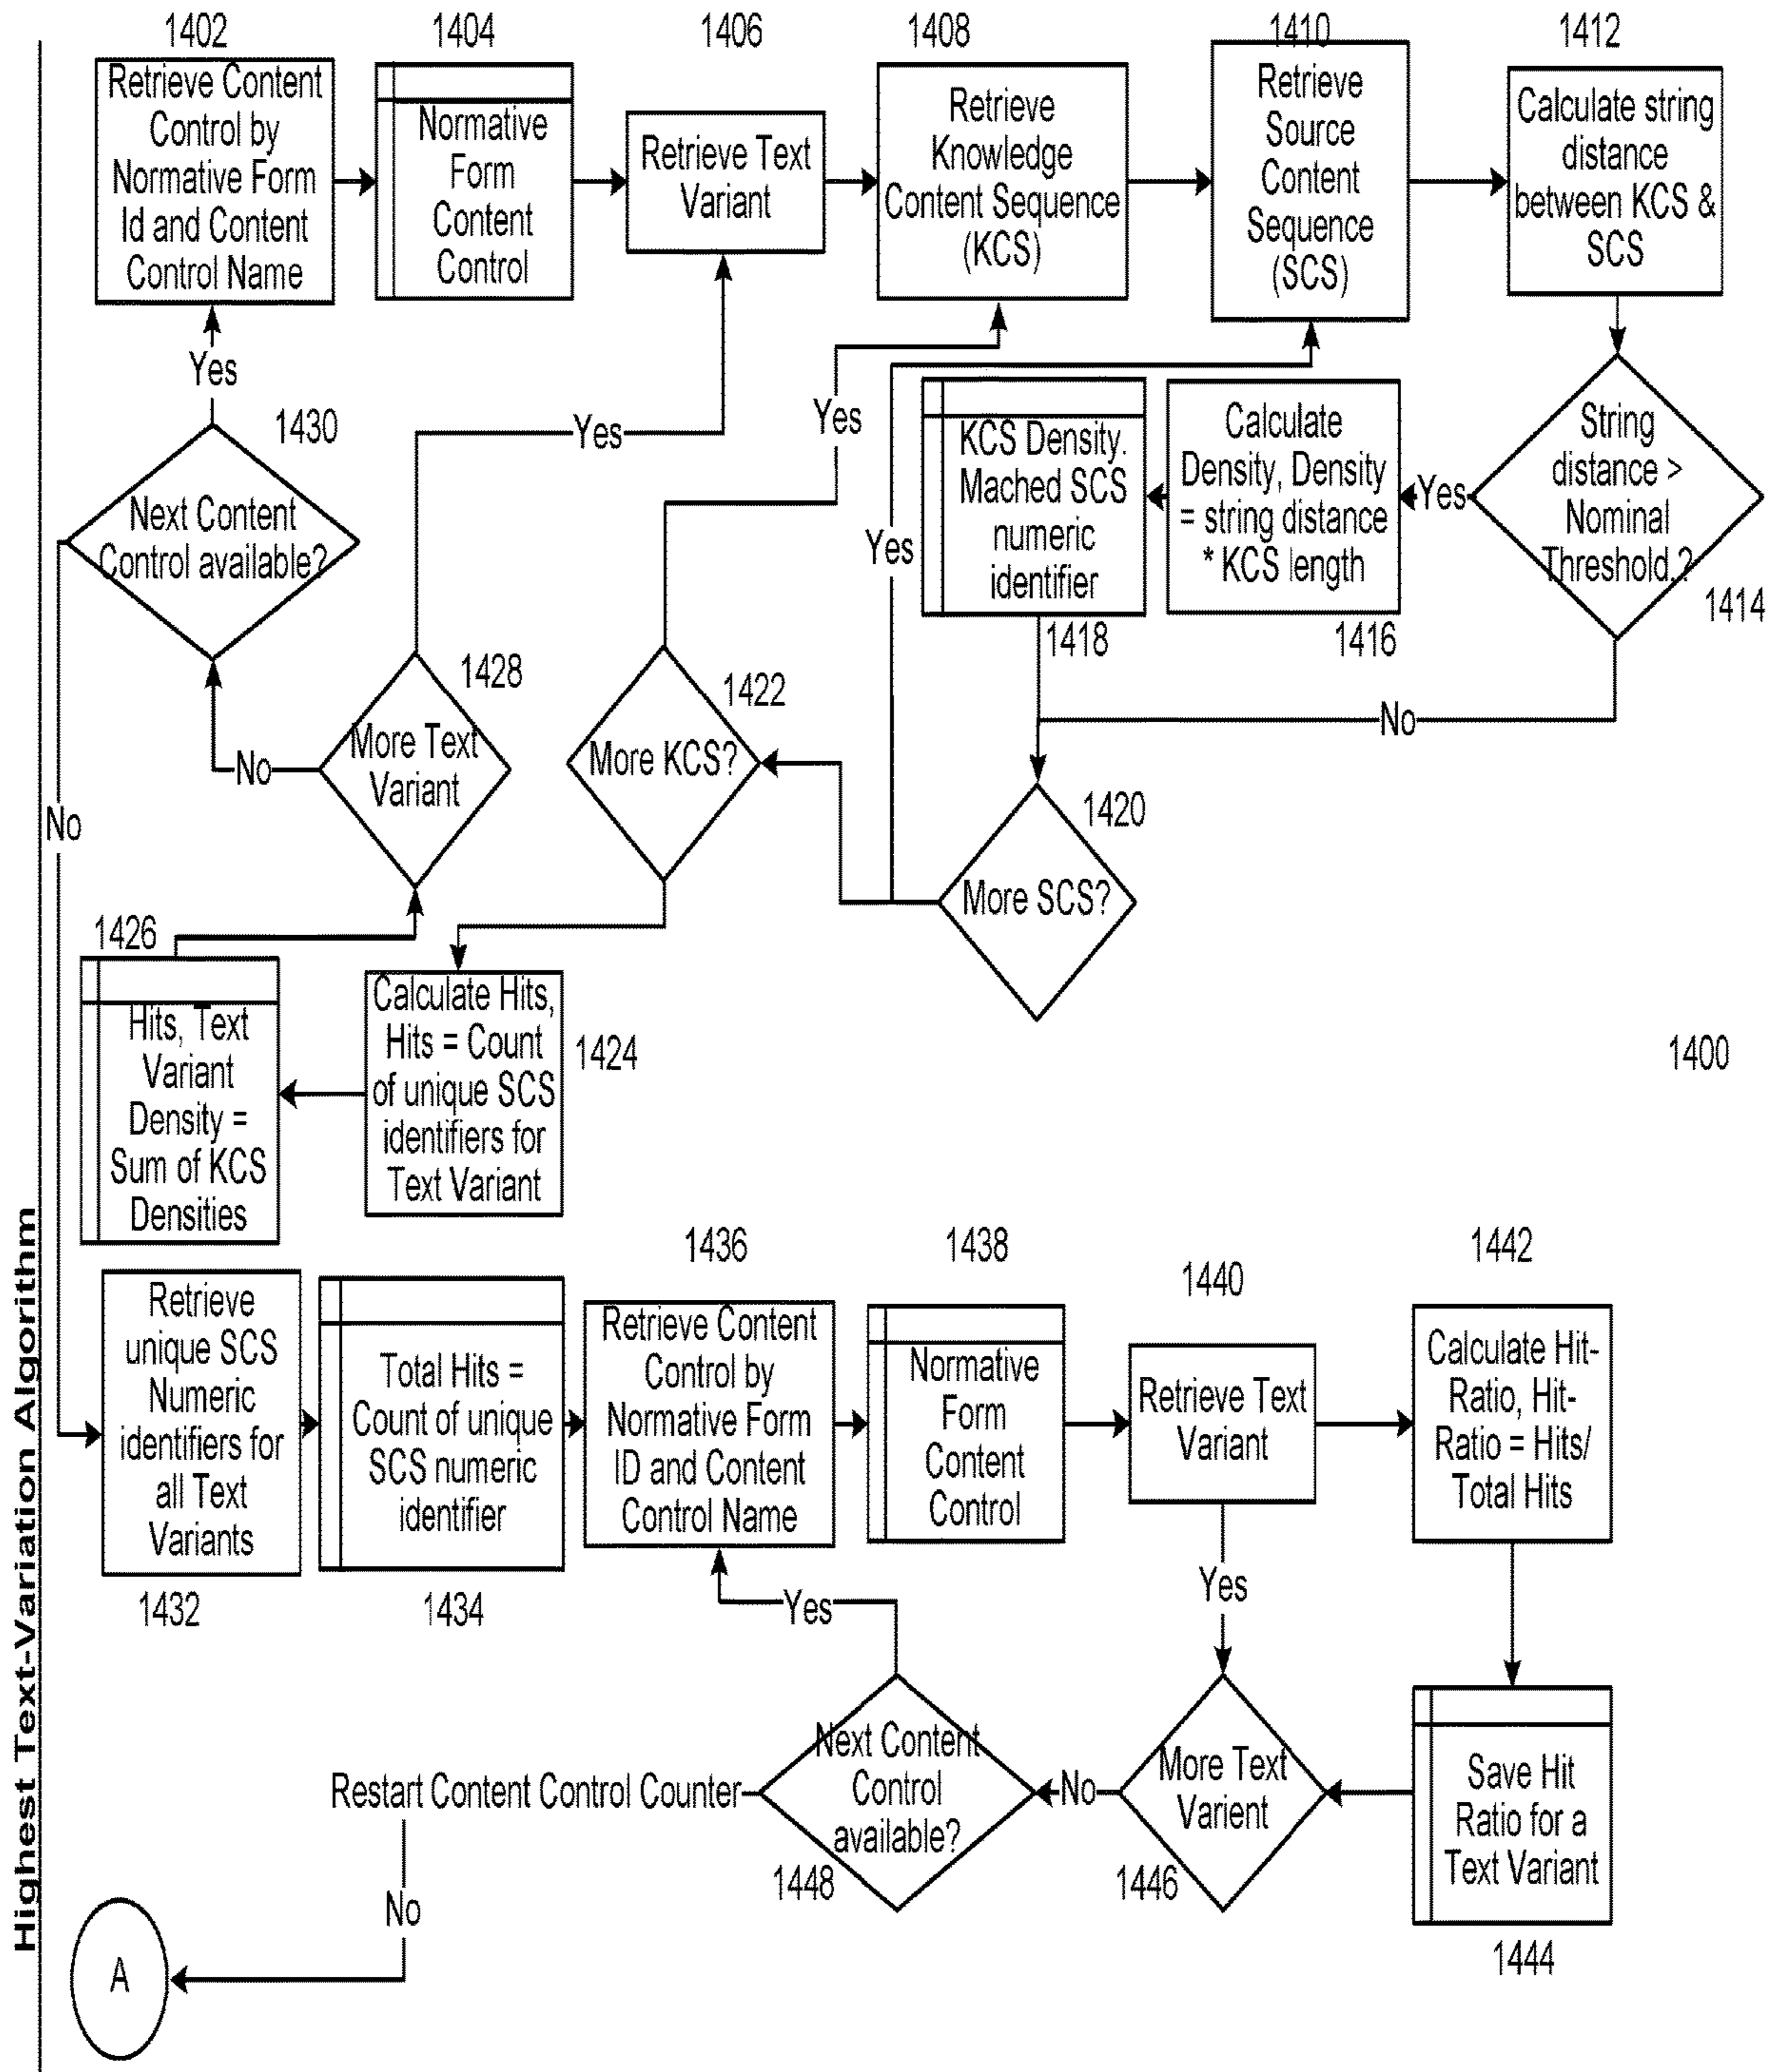 1402
1404
1406
1408
1410
1412
Retrieve Content
Control by
Normative Form
Id and Content
Control Name
Normative
Form
Content
Control
Retrieve Text
Variant
Retrieve
Knowledge
Content Sequence
(KCS)
Retrieve
Source
Content
Sequence
(SCS)
Calculate string
distance
between KCS &
SCS
Yes
1430
Next Content
Control available?
Yes
Yes
Yes
KCS Density.
Mached SCS
numeric
identifier
1418
Calculate
Density, Density
= string distance
* KCS length
1416
Yes
String
distance >
Nominal
Threshold.?
1414
No
1428
More Text
Variant
No
1422
More KCS?
No
1420
More SCS?
1426
Hits, Text
Variant
Density =
Sum of KCS
Densities
Calculate Hits,
Hits = Count
of unique SCS
identifiers for
Text Variant
1424
1400
Highest Text-Variation Algorithm
Retrieve
unique SCS
Numeric
identifiers for
all Text
Variants
1432
Total Hits =
Count of unique
SCS numeric
identifier
1434
1436
Retrieve Content
Control by
Normative Form
ID and Content
Control Name
1438
Normative
Form
Content
Control
1440
Retrieve Text
Variant
1442
Calculate Hit-
Ratio, Hit-
Ratio = Hits/
Total Hits
Yes
Yes
Restart Content Control Counter
Next Content
Control
available?
1448
No
More Text
Varient
1446
Save Hit
Ratio for a
Text Variant
1444
No
A